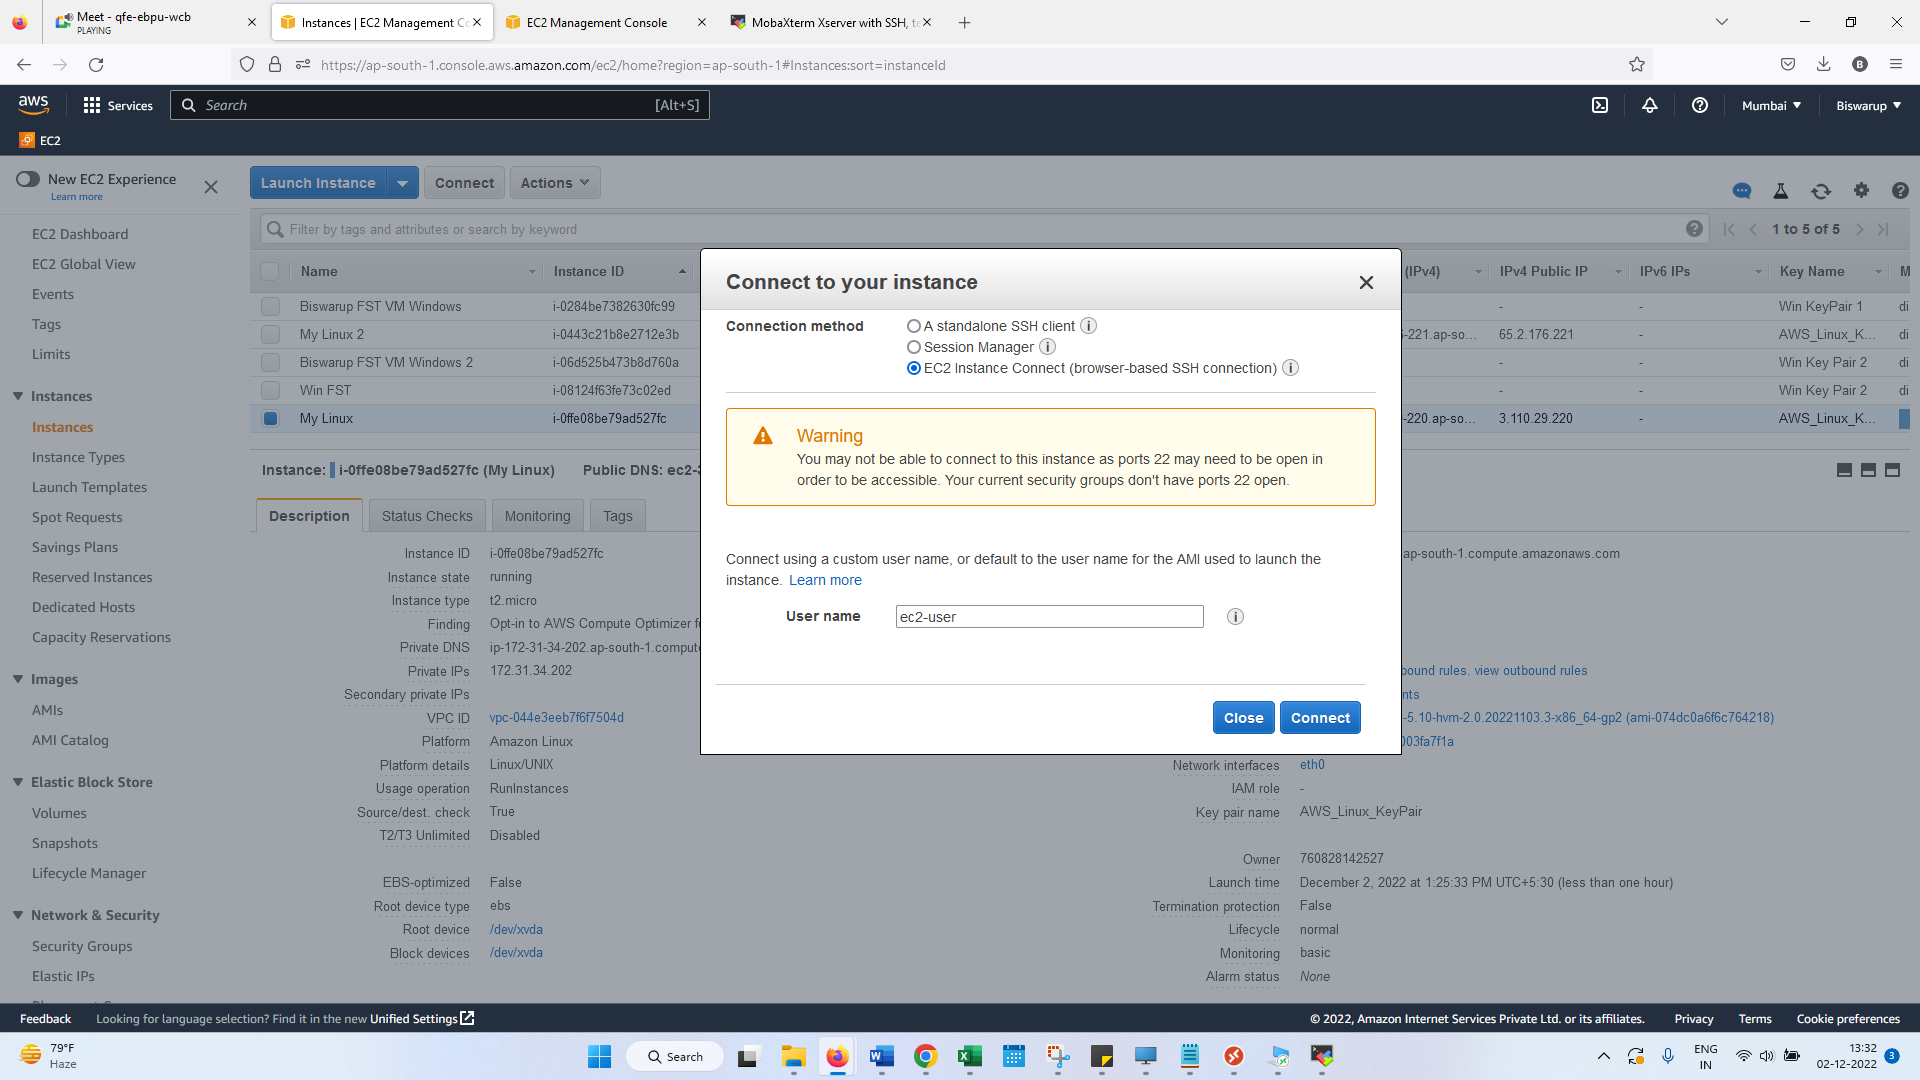 Meet - qfe-ebpu-wcb
PLAYING
Instances | EC2 Management Co
EC2 Management Console
MobaXterm Xserver with SSH, te
https://ap-south-1.console.aws.amazon.com/ec2/home?region=ap-south-1#Instances:sort=instanceId
B
aws
Services
Search
[Alt+S]
Mumbai
Biswarup
EC2
New EC2 Experience
Learn more
EC2 Dashboard
EC2 Global View
Events
Tags
Limits
Instances
Instances
Instance Types
Launch Templates
Spot Requests
Savings Plans
Reserved Instances
Dedicated Hosts
Capacity Reservations
Images
AMIs
AMI Catalog
Elastic Block Store
Volumes
Snapshots
Lifecycle Manager
Network & Security
Security Groups
Elastic IPs
Launch Instance
Connect
Actions
Filter by tags and attributes or search by keyword
1 to 5 of 5
Name Instance ID (IPv4) IPv4 Public IP IPv6 IPs Key Name M
Biswarup FST VM Windows i-0284be7382630fc99 - - Win KeyPair 1 di
My Linux 2 i-0443c21b8e2712e3b -221.ap-so... 65.2.176.221 - AWS_Linux_K... di
Biswarup FST VM Windows 2 i-06d525b473b8d760a - - Win Key Pair 2 di
Win FST i-08124f63fe73c02ed - - Win Key Pair 2 di
My Linux i-0ffe08be79ad527fc -220.ap-so... 3.110.29.220 - AWS_Linux_K...
Instance: i-0ffe08be79ad527fc (My Linux) Public DNS: ec2-3
Description
Status Checks
Monitoring
Tags
Instance ID i-0ffe08be79ad527fc
Instance state running
Instance type t2.micro
Finding Opt-in to AWS Compute Optimizer fo
Private DNS ip-172-31-34-202.ap-south-1.compute
Private IPs 172.31.34.202
Secondary private IPs
VPC ID vpc-044e3eeb7f6f7504d
Platform Amazon Linux
Platform details Linux/UNIX
Usage operation RunInstances
Source/dest. check True
T2/T3 Unlimited Disabled
EBS-optimized False
Root device type ebs
Root device /dev/xvda
Block devices /dev/xvda
ap-south-1.compute.amazonaws.com
bound rules. view outbound rules
nts
-5.10-hvm-2.0.20221103.3-x86_64-gp2 (ami-074dc0a6f6c764218)
003fa7f1a
Network interfaces eth0
IAM role -
Key pair name AWS_Linux_KeyPair
Owner 760828142527
Launch time December 2, 2022 at 1:25:33 PM UTC+5:30 (less than one hour)
Termination protection False
Lifecycle normal
Monitoring basic
Alarm status None
Connect to your instance
Connection method
A standalone SSH client
Session Manager
EC2 Instance Connect (browser-based SSH connection)
Warning
You may not be able to connect to this instance as ports 22 may need to be open in
order to be accessible. Your current security groups don't have ports 22 open.
Connect using a custom user name, or default to the user name for the AMI used to launch the
instance. Learn more
User name ec2-user
Close
Connect
Feedback
Looking for language selection? Find it in the new Unified Settings
© 2022, Amazon Internet Services Private Ltd. or its affiliates.
Privacy
Terms
Cookie preferences
79°F
Haze
Search
ENG
IN
13:32
02-12-2022
3